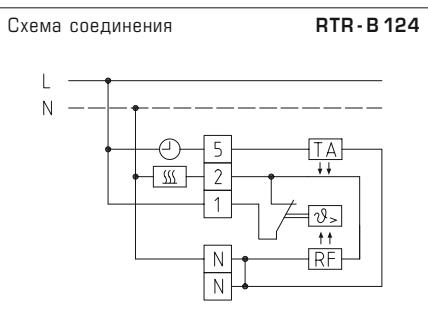 Схема соединения RTR-B 124
L
N
5 TA
2
1 ϑ>
N RF
N